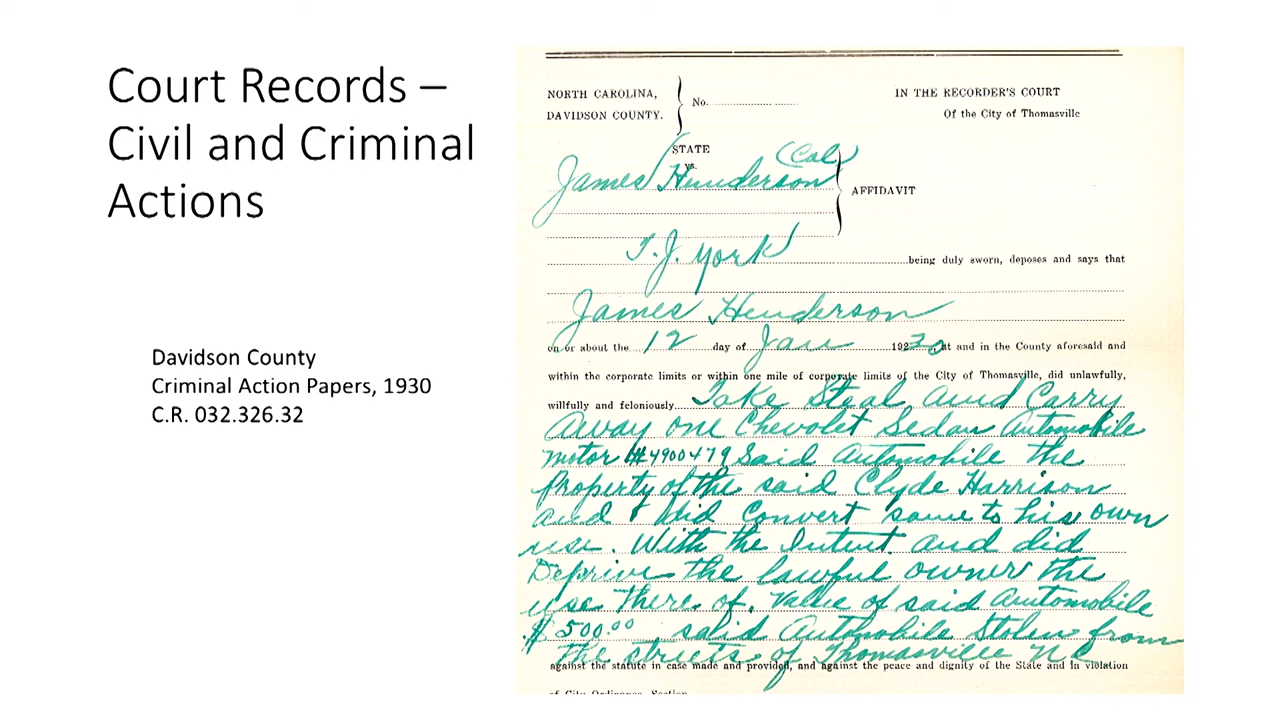 Court Records –
Civil and Criminal
Actions
Davidson County
Criminal Action Papers, 1930
C.R. 032.326.32
NORTH CAROLINA,
DAVIDSON COUNTY.
No.
IN THE RECORDER'S COURT
Of the City of Thomasville
STATE
vs.
James Henderson (Col)
AFFIDAVIT
T.J. York being duly sworn, deposes and says that
James Henderson
on or about the 12 day of Jan 1930, at and in the County aforesaid and
within the corporate limits or within one mile of corporate limits of the City of Thomasville, did unlawfully,
willfully and feloniously Take Steal and Carry
Away one Chevolet Sedan Automobile
motor #4900479 Said Automobile the
Property of the said Clyde Harrison
and did Convert same to his own
use. With the Intent and did
Deprive the lawful owner the
use there of. Value of said Automobile
$500.00 said Automobile Stolen from
the streets of Thomasville NC
against the statute in case made and provided, and against the peace and dignity of the State and in violation
of City Ordinance, Section